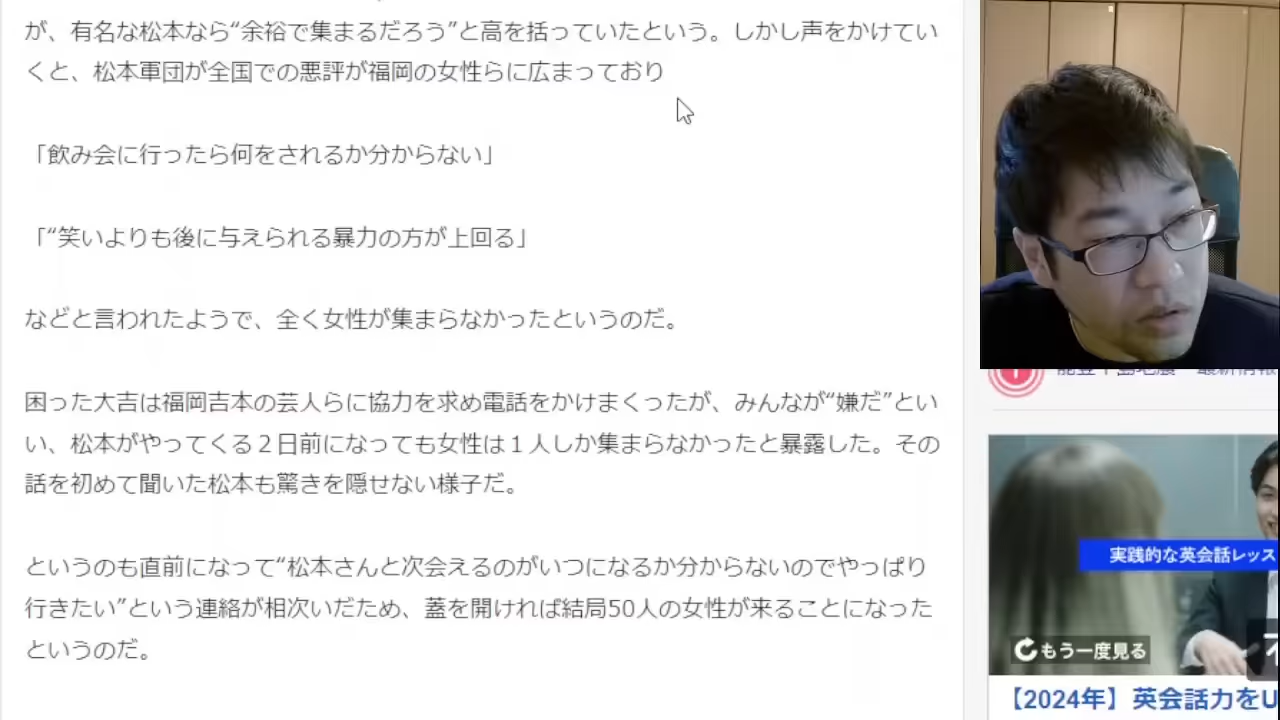 が、有名な松本なら“余裕で集まるだろう”と高を括っていたという。しかし声をかけてい
くと、松本軍団が全国での悪評が福岡の女性らに広まっており
「飲み会に行ったら何をされるか分からない」
「“笑いよりも後に与えられる暴力の方が上回る」
などと言われたようで、全く女性が集まらなかったというのだ。
困った大吉は福岡吉本の芸人らに協力を求め電話をかけまくったが、みんなが“嫌だ”とい
い、松本がやってくる２日前になっても女性は１人しか集まらなかったと暴露した。その
話を初めて聞いた松本も驚きを隠せない様子だ。
というのも直前になって“松本さんと次会えるのがいつになるか分からないのでやっぱり
行きたい”という連絡が相次いだため、蓋を開ければ結局50人の女性が来ることになった
というのだ。
実践的な英会話レッス
もう一度見る
【2024年】英会話力をU